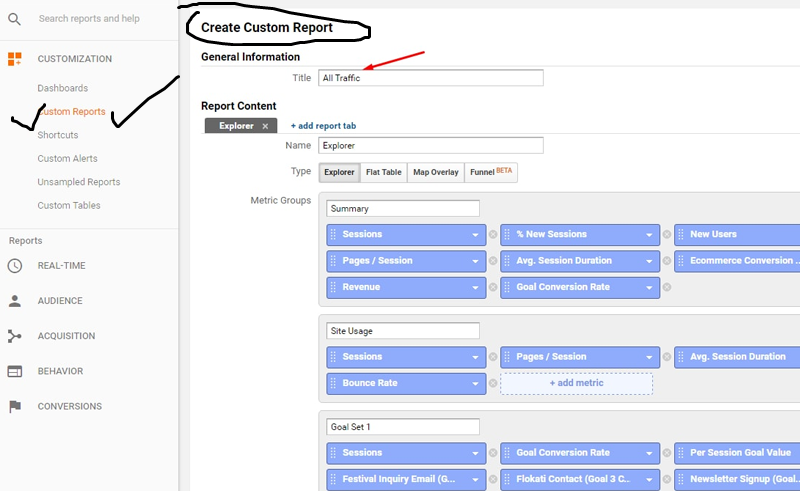 Search reports and help
CUSTOMIZATION
Dashboards
Custom Reports
Shortcuts
Custom Alerts
Unsampled Reports
Custom Tables
Reports
REAL-TIME
AUDIENCE
ACQUISITION
BEHAVIOR
CONVERSIONS
Create Custom Report
General Information
Title All Traffic
Report Content
Explorer x + add report tab
Name Explorer
Type Explorer Flat Table Map Overlay Funnel BETA
Metric Groups
Summary
Sessions % New Sessions New Users
Pages / Session Avg. Session Duration Ecommerce Conversion ...
Revenue Goal Conversion Rate
Site Usage
Sessions Pages / Session Avg. Session Duration
Bounce Rate + add metric
Goal Set 1
Sessions Goal Conversion Rate Per Session Goal Value
Festival Inquiry Email (G... Flokati Contact (Goal 3 C... Newsletter Signup (Goal...